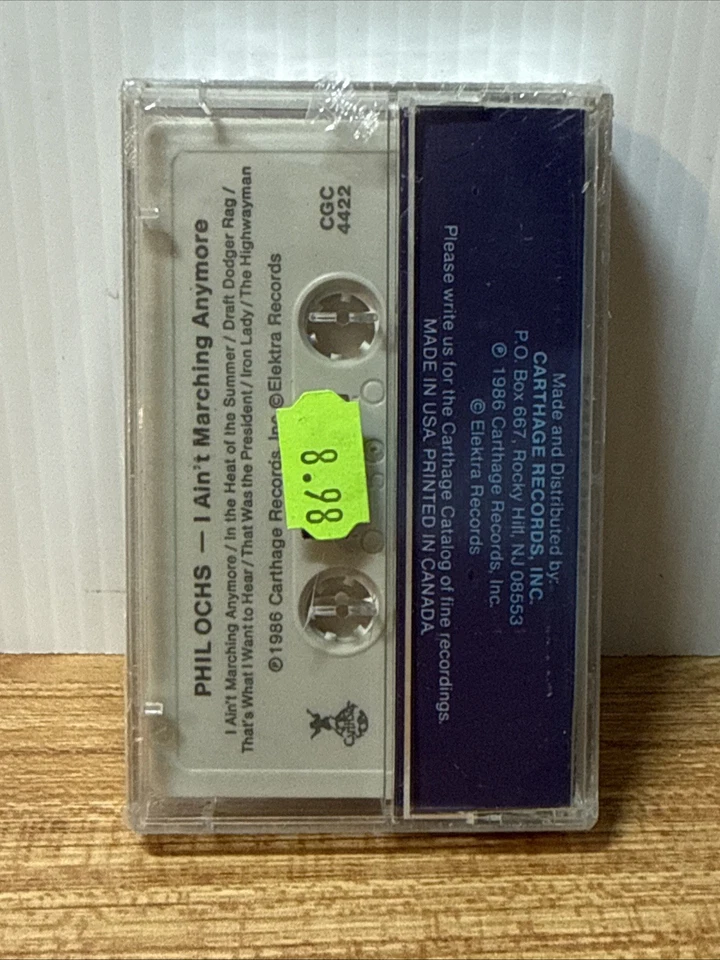 PHIL OCHS — I Ain't Marching Anymore
I Ain't Marching Anymore / In the Heat of the Summer / Draft Dodger Rag /
That's What I Want to Hear / That Was the President / Iron Lady / The Highwayman
℗1986 Carthage Records, Inc ©Elektra Records
CGC
4422
8.98
Made and Distributed by:
CARTHAGE RECORDS, INC.
P.O. Box 667, Rocky Hill, NJ 08553
℗ 1986 Carthage Records, Inc.
© Elektra Records
Please write us for the Carthage Catalog of fine recordings.
MADE IN USA. PRINTED IN CANADA.